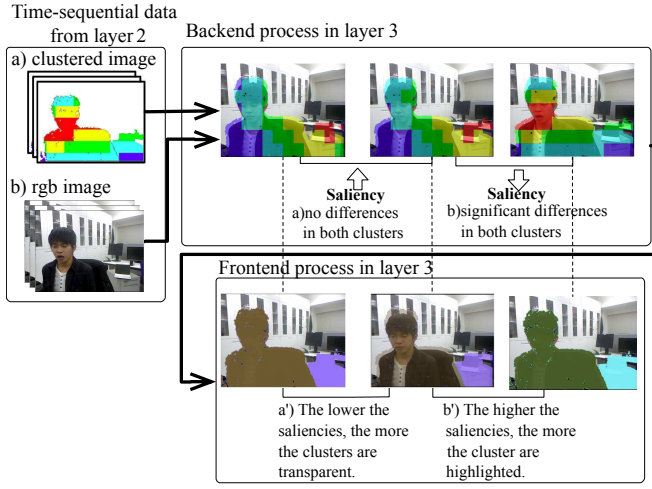 Time-sequential data
from layer 2
a) clustered image
b) rgb image
Backend process in layer 3
Saliency
a)no differences
in both clusters
Saliency
b)significant differences
in both clusters
Frontend process in layer 3
a') The lower the
saliencies, the more
the clusters are
transparent.
b') The higher the
saliencies, the more
the cluster are
highlighted.